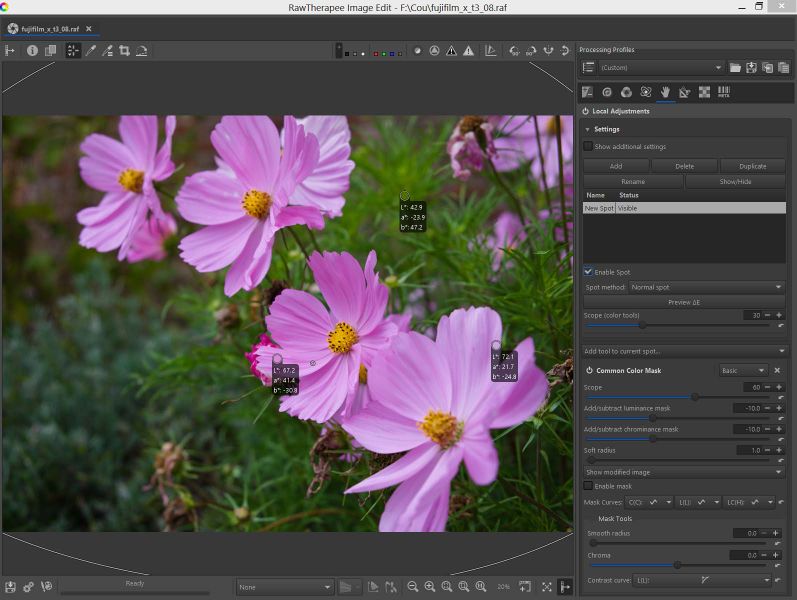 RawTherapee Image Edit - F:\Cou\fujifilm_x_t3_08.raf
fujifilm_x_t3_08.raf
Processing Profiles
(Custom)
META
Local Adjustments
Settings
Show additional settings
Add Delete Duplicate
Rename Show/Hide
Name Status
New Spot Visible
Enable Spot
Spot method: Normal spot
Preview ΔE
Scope (color tools) 30
Add tool to current spot...
Common Color Mask Basic
Scope 60
Add/subtract luminance mask -10.0
Add/subtract chrominance mask -10.0
Soft radius 1.0
Show modified image
Enable mask
Mask Curves: C(C): L(L): LC(H):
Mask Tools
Smooth radius 0.0
Chroma 0.0
Contrast curve: L(L):
L*: 42.9
a*: -23.9
b*: 47.2
L*: 67.2
a*: 41.4
b*: -30.8
L*: 72.1
a*: 21.7
b*: -24.8
Ready
None
20%